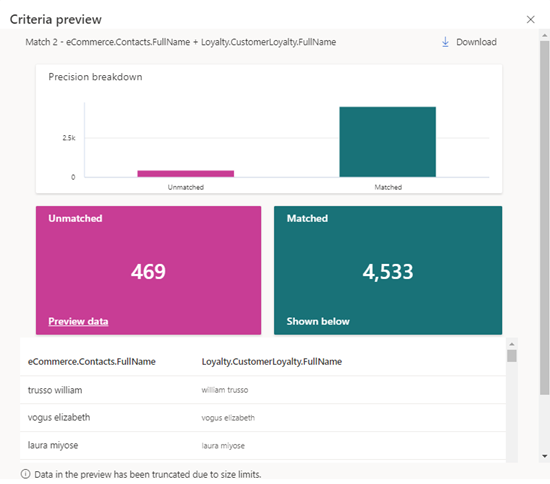 Criteria preview
Match 2 - eCommerce.Contacts.FullName + Loyalty.CustomerLoyalty.FullName
Download
Precision breakdown
2.5k
0
Unmatched
Matched
Unmatched
469
Preview data
Matched
4,533
Shown below
eCommerce.Contacts.FullName Loyalty.CustomerLoyalty.FullName
trusso william william trusso
vogus elizabeth vogus elizabeth
laura miyose laura miyose
Data in the preview has been truncated due to size limits.